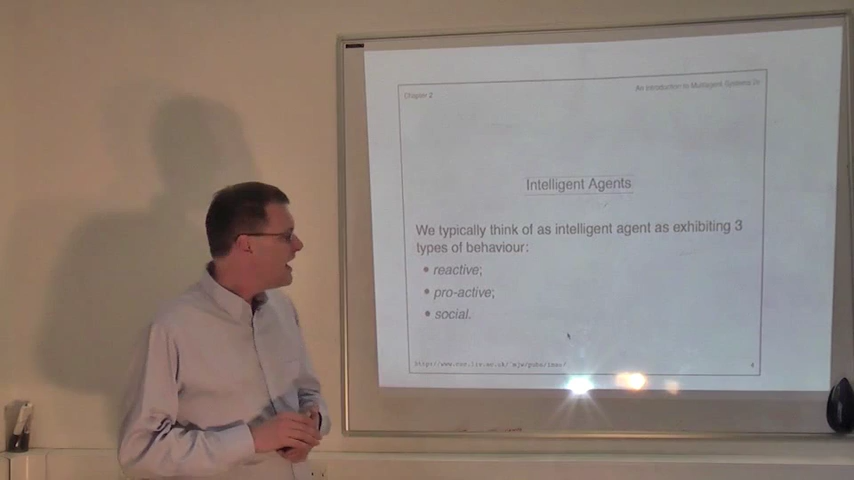 Chapter 2
An Introduction to Multiagent Systems 2e
Intelligent Agents
We typically think of as intelligent agent as exhibiting 3
types of behaviour:
• reactive;
• pro-active;
• social.
4